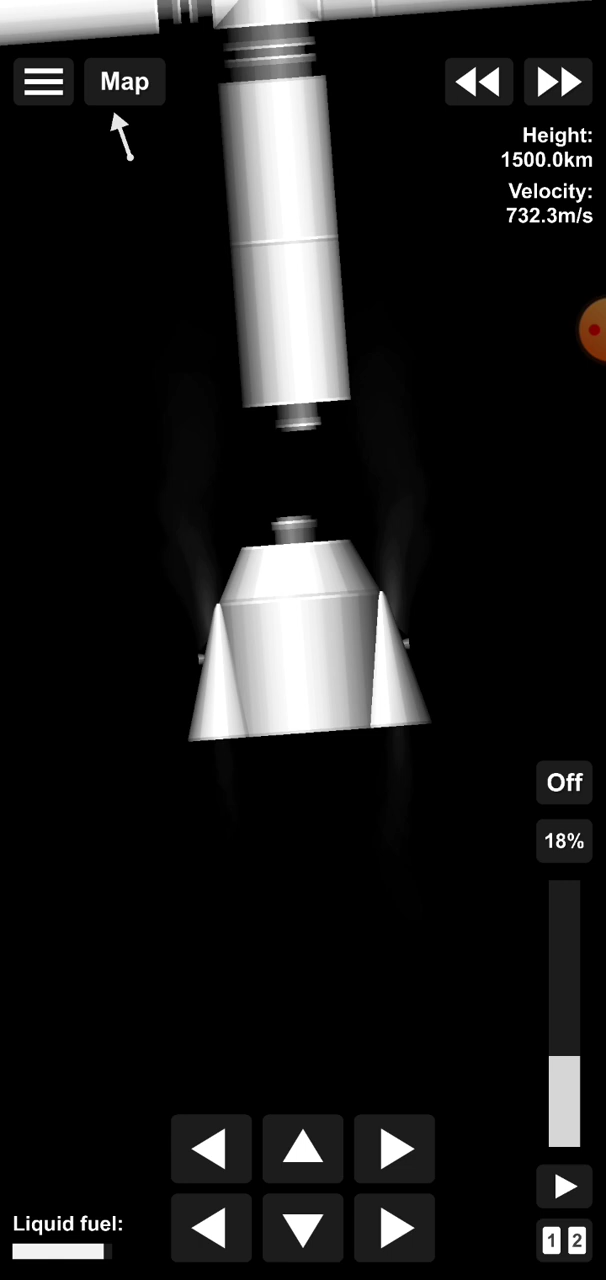 Map
Height:
1500.0km
Velocity:
732.3m/s
Off
18%
Liquid fuel:
1 2